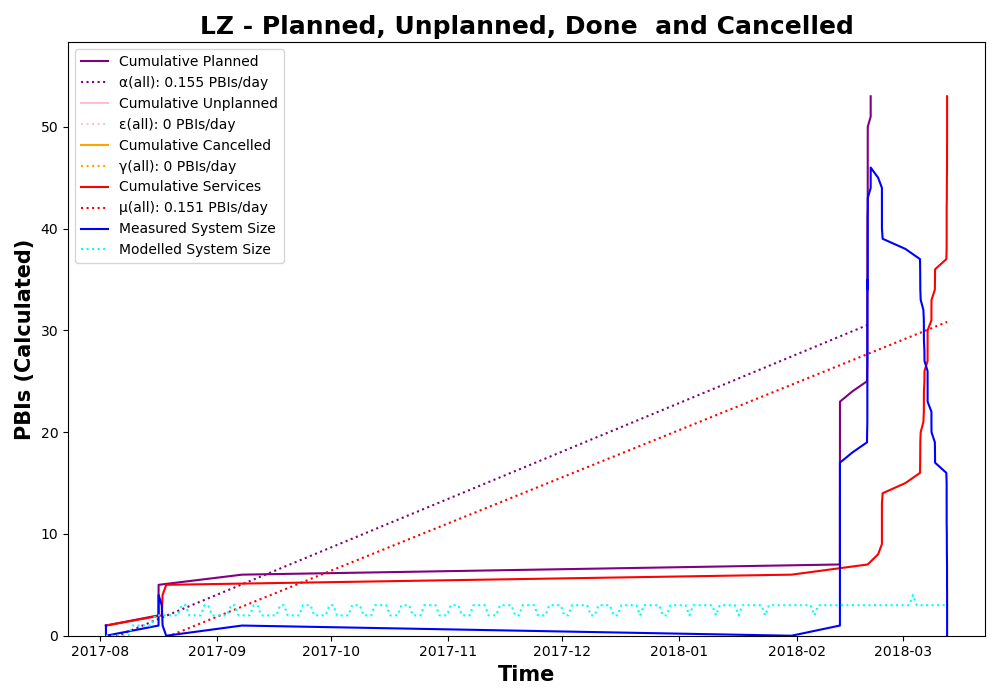 LZ - Planned, Unplanned, Done  and Cancelled
Cumulative Planned
α(all): 0.155 PBIs/day
Cumulative Unplanned
ε(all): 0 PBIs/day
Cumulative Cancelled
γ(all): 0 PBIs/day
Cumulative Services
μ(all): 0.151 PBIs/day
Measured System Size
Modelled System Size
PBIs (Calculated)
50
40
30
20
10
0
2017-08 2017-09 2017-10 2017-11 2017-12 2018-01 2018-02 2018-03
Time